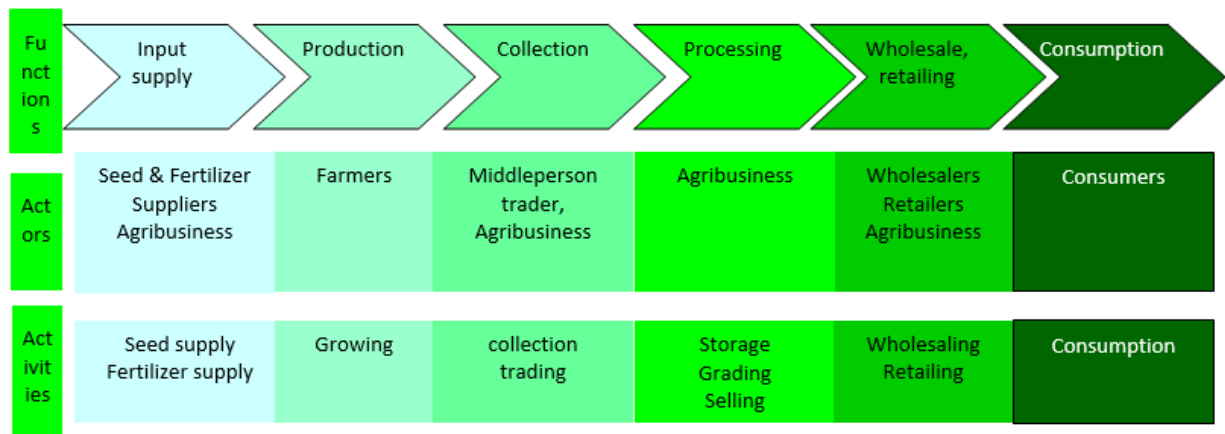 Fu
nct
ion
s
Input
supply
Production
Collection
Processing
Wholesale,
retailing
Consumption
Act
ors
Seed & Fertilizer
Suppliers
Agribusiness
Farmers
Middleperson
trader,
Agribusiness
Agribusiness
Wholesalers
Retailers
Agribusiness
Consumers
Act
ivit
ies
Seed supply
Fertilizer supply
Growing
collection
trading
Storage
Grading
Selling
Wholesaling
Retailing
Consumption